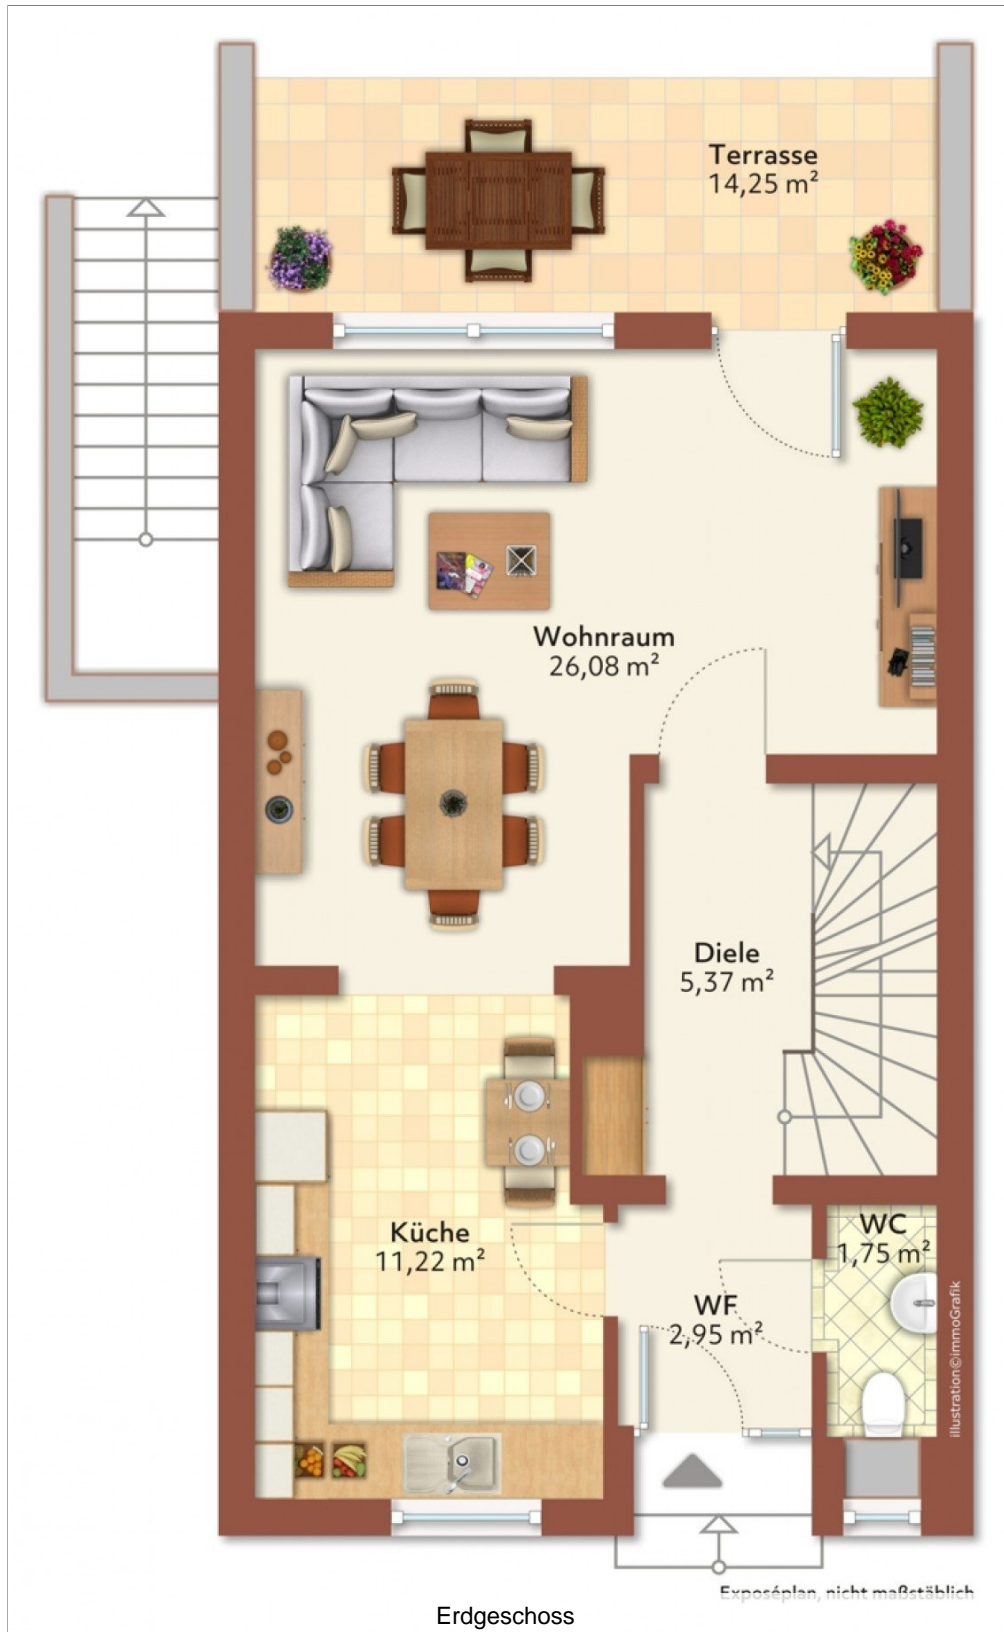 Terrasse
14,25 m²
Wohnraum
26,08 m²
Diele
5,37 m²
Küche
11,22 m²
WC
1,75 m²
WF
2,95 m²
illustration©immoGrafik
Exposéplan, nicht maßstäblich
Erdgeschoss